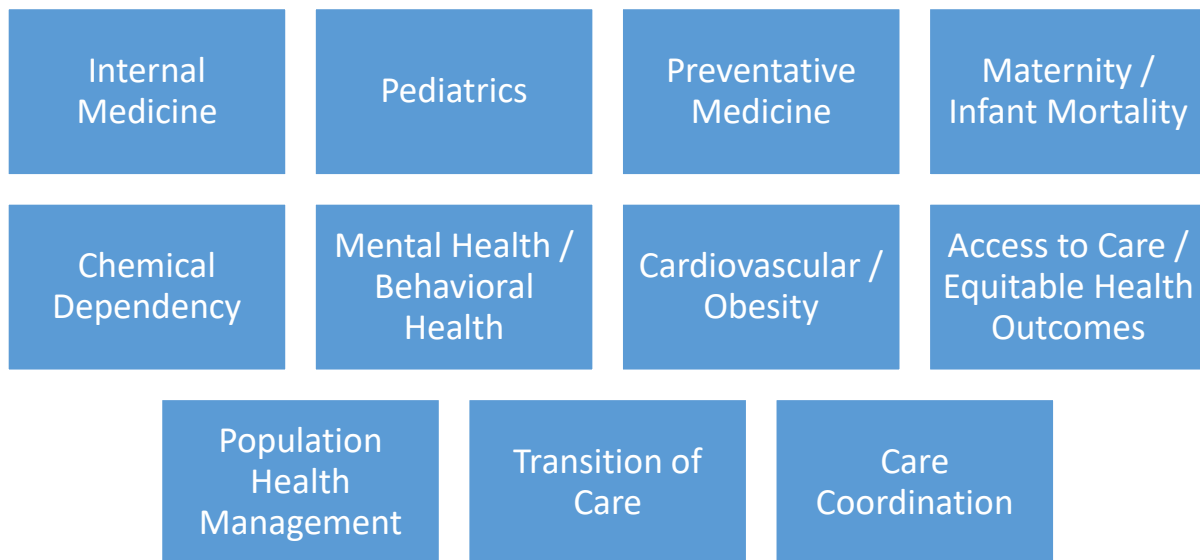 Internal
Medicine
Pediatrics
Preventative
Medicine
Maternity /
Infant Mortality
Chemical
Dependency
Mental Health /
Behavioral
Health
Cardiovascular /
Obesity
Access to Care /
Equitable Health
Outcomes
Population
Health
Management
Transition of
Care
Care
Coordination